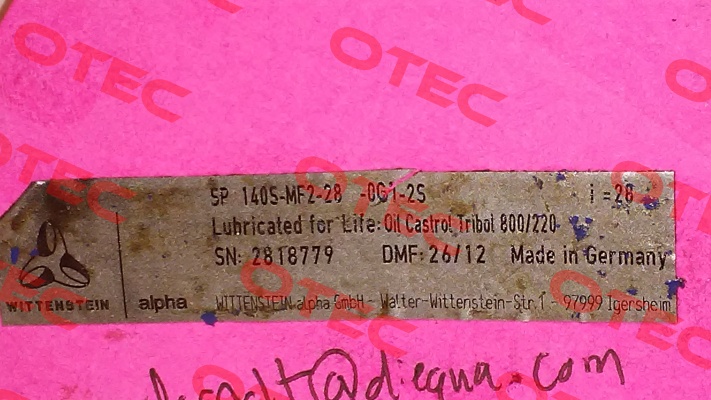 OTEC OTEC
SP 140S-MF2-28 -0G1-2S i = 28
Lubricated for Life: Oil Castrol Tribol 800/220
SN: 2818779 DMF: 26/12 Made in Germany
WITTENSTEIN alpha WITTENSTEIN alpha GmbH - Walter-Wittenstein-Str.1 - 97999 Igersheim